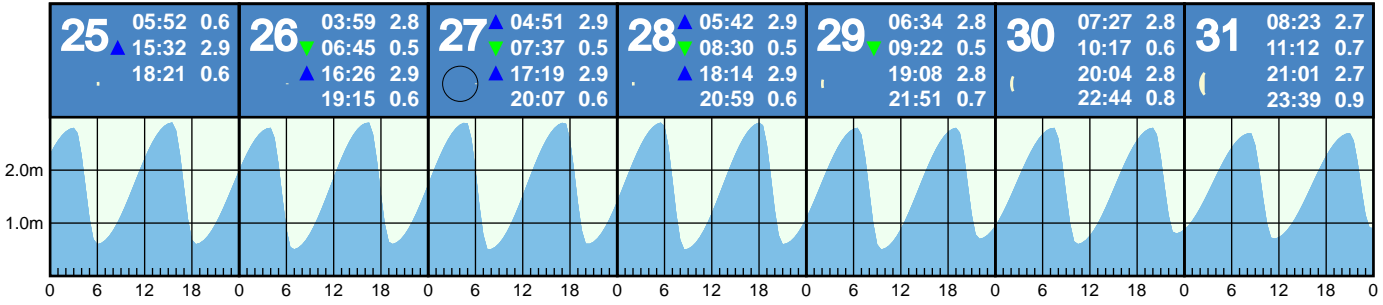 25
05:52 0.6
▲ 15:32 2.9
18:21 0.6
26
03:59 2.8
▼ 06:45 0.5
▲ 16:26 2.9
19:15 0.6
27
▲ 04:51 2.9
▼ 07:37 0.5
▲ 17:19 2.9
20:07 0.6
28
▲ 05:42 2.9
▼ 08:30 0.5
▲ 18:14 2.9
20:59 0.6
29
06:34 2.8
▼ 09:22 0.5
19:08 2.8
21:51 0.7
30
07:27 2.8
10:17 0.6
20:04 2.8
22:44 0.8
31
08:23 2.7
11:12 0.7
21:01 2.7
23:39 0.9
2.0m
1.0m
0 6 12 18 0 6 12 18 0 6 12 18 0 6 12 18 0 6 12 18 0 6 12 18 0 6 12 18 0